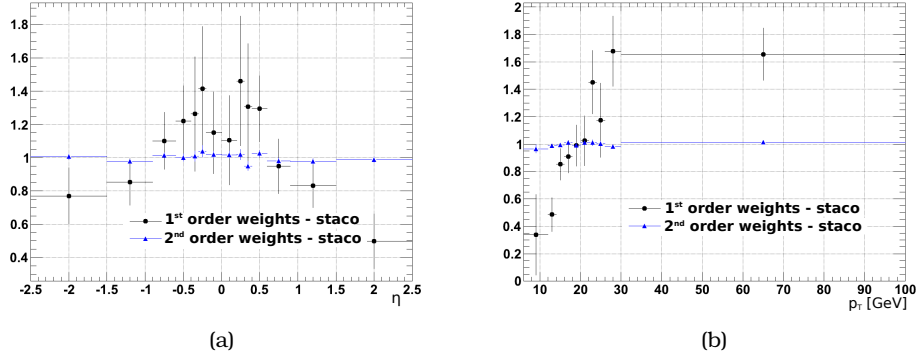 1.8
1.6
1.4
1.2
1
0.8
0.6
0.4
1st order weights - staco
2nd order weights - staco
-2.5 -2 -1.5 -1 -0.5 0 0.5 1 1.5 2 2.5
η
(a)
2
1.8
1.6
1.4
1.2
1
0.8
0.6
0.4
0.2
0
1st order weights - staco
2nd order weights - staco
10 20 30 40 50 60 70 80 90 100
pT [GeV]
(b)